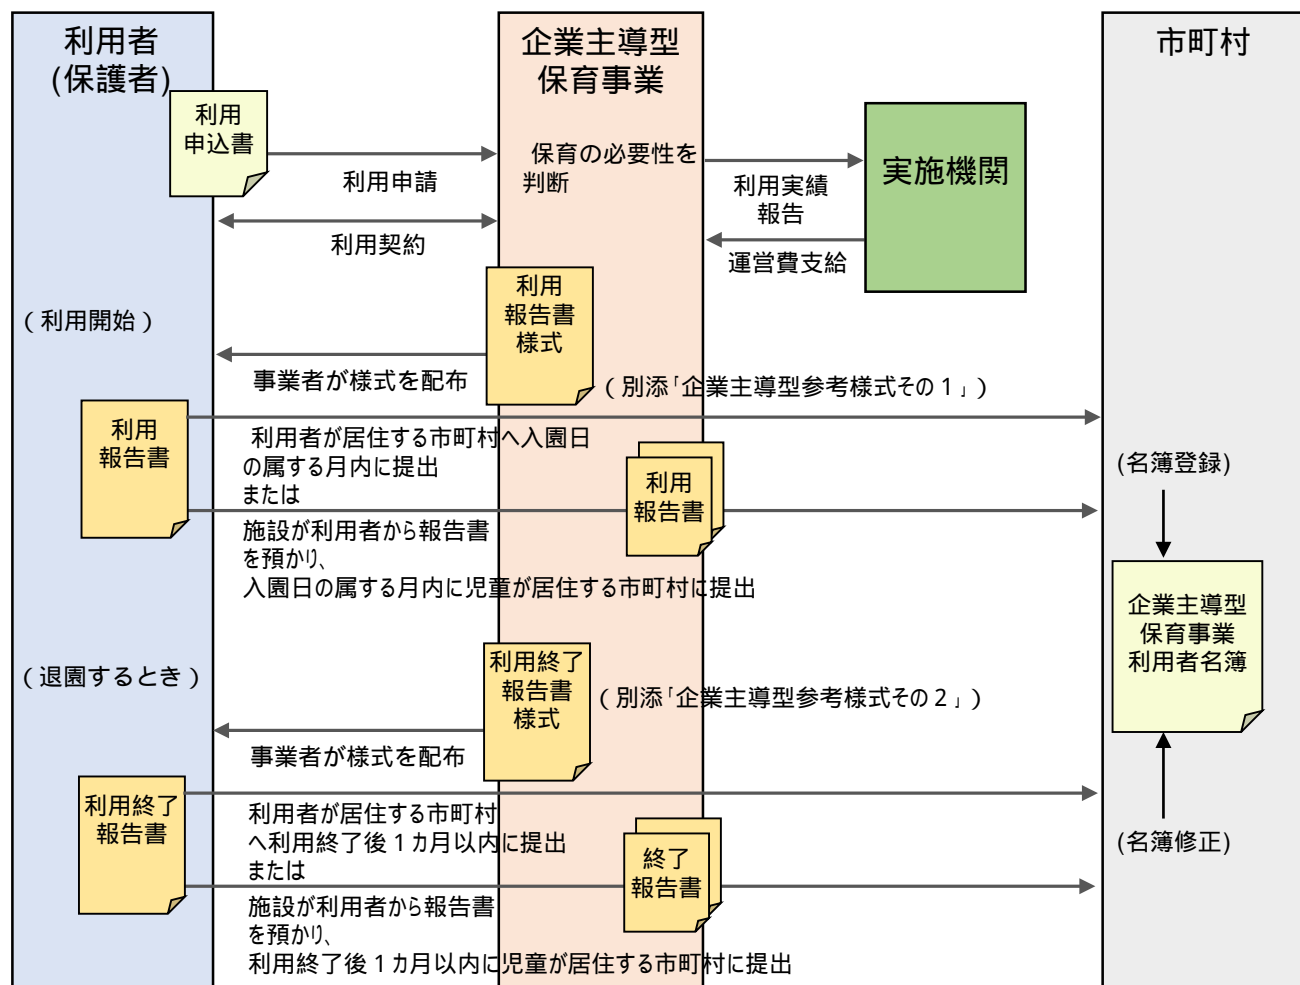 利用者
(保護者)
企業主導型
保育事業
市町村
利用
申込書
利用申請
利用契約
保育の必要性を
判断
利用実績
報告
運営費支給
実施機関
(利用開始)
利用
報告書
様式
事業者が様式を配布
(別添「企業主導型参考様式その1」)
利用
報告書
利用者が居住する市町村へ入園日
の属する月内に提出
または
施設が利用者から報告書
を預かり、
入園日の属する月内に児童が居住する市町村に提出
利用
報告書
(名簿登録)
企業主導型
保育事業
利用者名簿
(名簿修正)
(退園するとき)
利用終了
報告書
様式
(別添「企業主導型参考様式その2」)
事業者が様式を配布
利用終了
報告書
利用者が居住する市町村
へ利用終了後1カ月以内に提出
または
施設が利用者から報告書
を預かり、
利用終了後1カ月以内に児童が居住する市町村に提出
終了
報告書